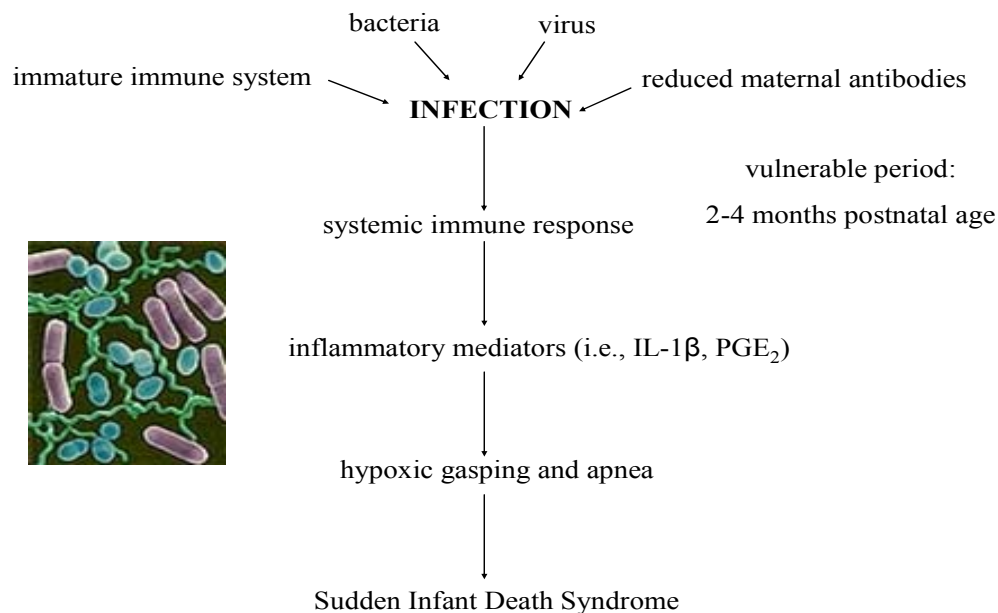 bacteria
virus
immature immune system
reduced maternal antibodies
INFECTION
vulnerable period:
2-4 months postnatal age
systemic immune response
inflammatory mediators (i.e., IL-1β, PGE₂)
hypoxic gasping and apnea
Sudden Infant Death Syndrome